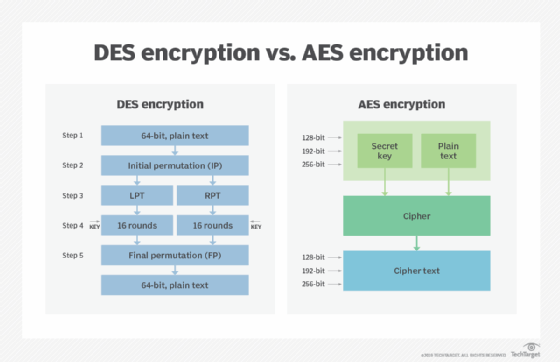 DES encryption vs. AES encryption
DES encryption
Step 1
64-bit, plain text
Step 2
Initial permutation (IP)
Step 3
LPT
RPT
Step 4
KEY
16 rounds
16 rounds
KEY
Step 5
Final permutation (FP)
64-bit, plain text
AES encryption
128-bit
192-bit
256-bit
Secret
key
Plain
text
Cipher
128-bit
192-bit
256-bit
Cipher text
TechTarget